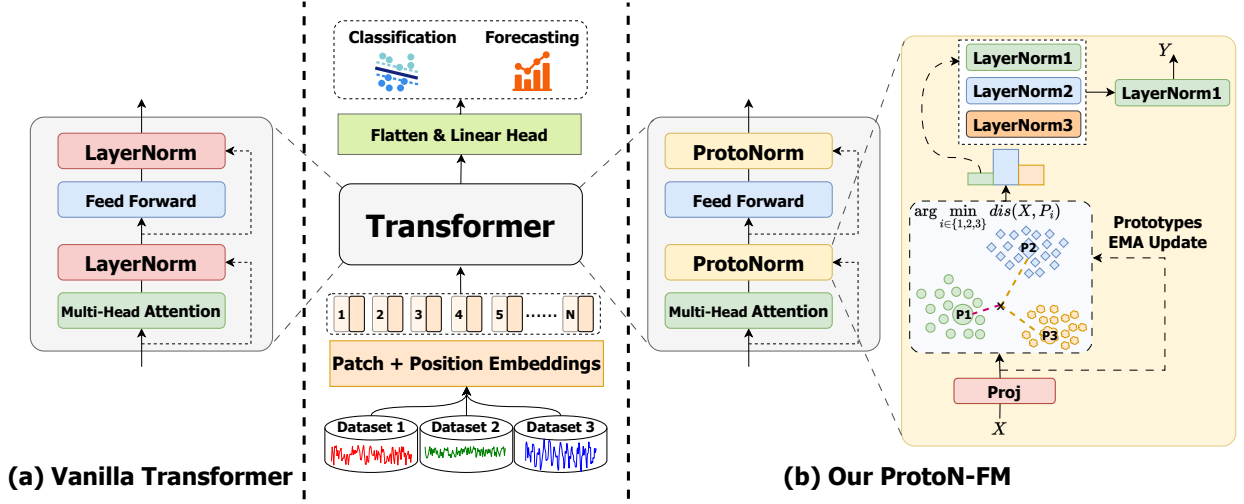 LayerNorm
Feed Forward
LayerNorm
Multi-Head Attention
(a) Vanilla Transformer
Classification
Forecasting
Flatten & Linear Head
Transformer
1 2 3 4 5 ...... N
Patch + Position Embeddings
Dataset 1
Dataset 2
Dataset 3
ProtoNorm
Feed Forward
ProtoNorm
Multi-Head Attention
Y
LayerNorm1
LayerNorm2
LayerNorm3
LayerNorm1
arg min dis(X, P_i)
i∈{1,2,3}
P2
P1
x
P3
Prototypes
EMA Update
Proj
X
(b) Our ProtoN-FM